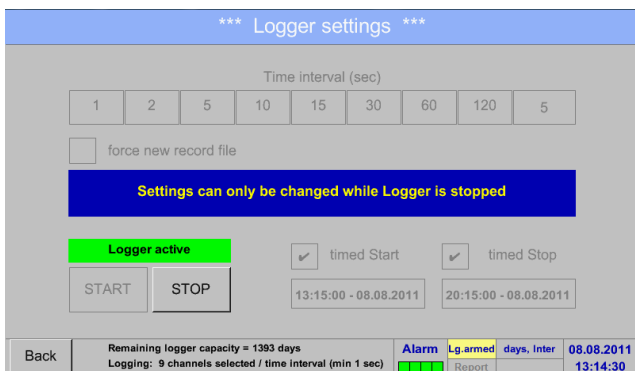 *** Logger settings ***
Time interval (sec)
1 2 5 10 15 30 60 120 5
force new record file
Settings can only be changed while Logger is stopped
Logger active
timed Start timed Stop
START STOP
13:15:00 - 08.08.2011 20:15:00 - 08.08.2011
Back
Remaining logger capacity = 1393 days
Logging: 9 channels selected / time interval (min 1 sec)
Alarm Lg.armed days, Inter 08.08.2011
Report 13:14:30